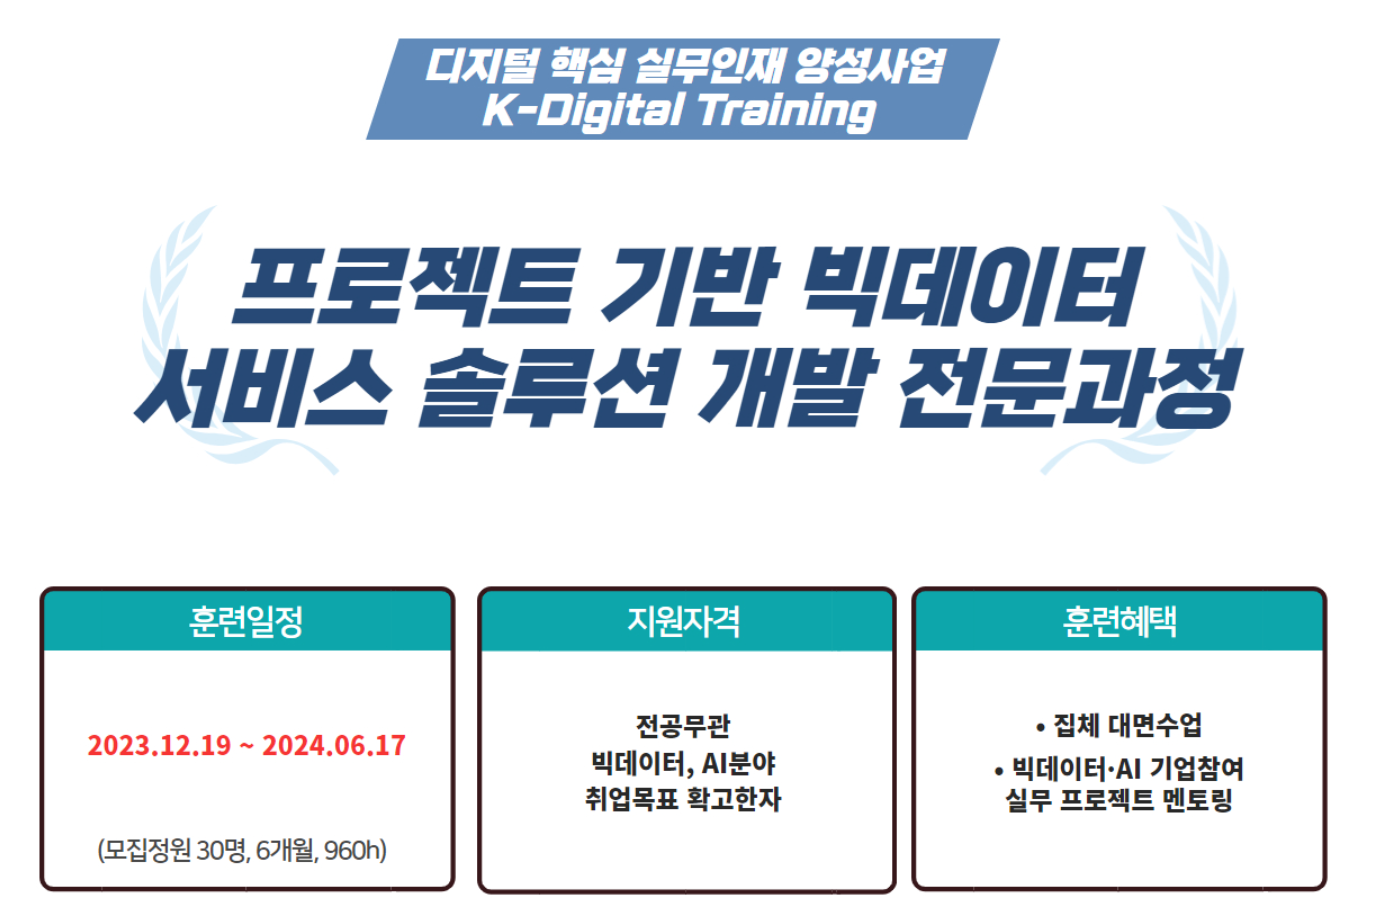 디지털 핵심 실무인재 양성사업
K-Digital Training
프로젝트 기반 빅데이터
서비스 솔루션 개발 전문과정
훈련일정
2023.12.19 ~ 2024.06.17
(모집정원 30명, 6개월, 960h)
지원자격
전공무관
빅데이터, AI분야
취업목표 확고한자
훈련혜택
• 집체 대면수업
• 빅데이터·AI 기업참여
실무 프로젝트 멘토링